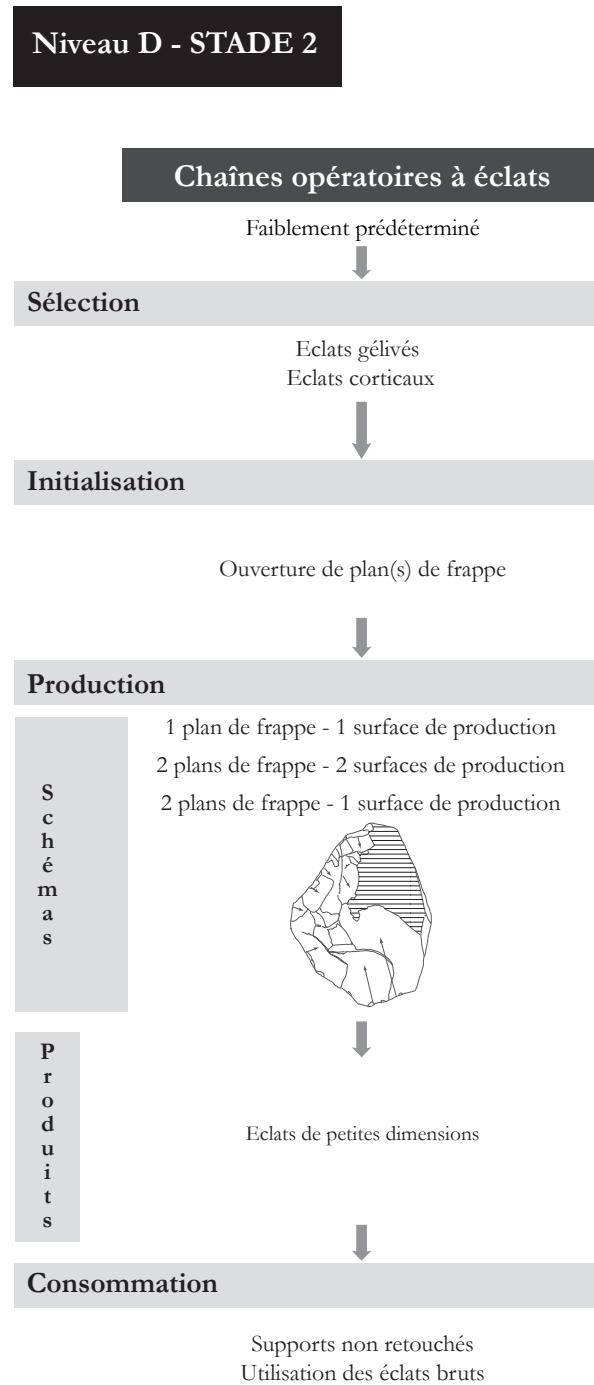 Niveau D - STADE 2
Chaînes opératoires à éclats
Faiblement prédéterminé
Sélection
Eclats gélivés
Eclats corticaux
Initialisation
Ouverture de plan(s) de frappe
Production
Schémas
1 plan de frappe - 1 surface de production
2 plans de frappe - 2 surfaces de production
2 plans de frappe - 1 surface de production
Produits
Eclats de petites dimensions
Consommation
Supports non retouchés
Utilisation des éclats bruts